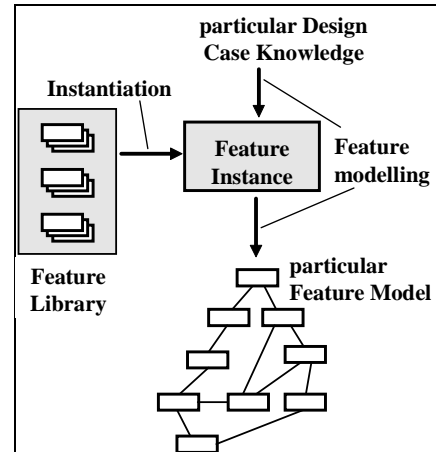 particular Design
Case Knowledge
Instantiation
Feature
Instance
Feature
modelling
Feature
Library
particular
Feature Model